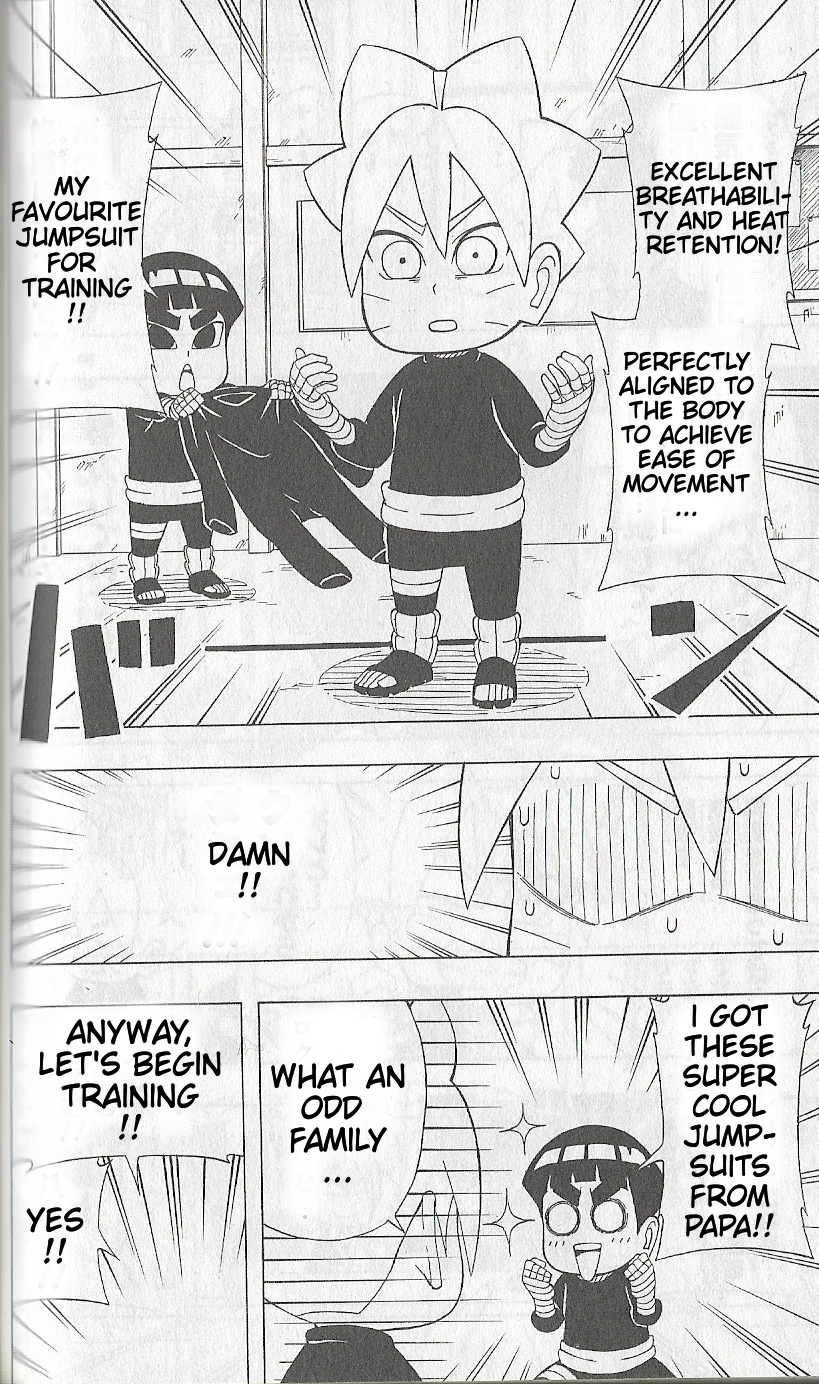 EXCELLENT
BREATHABILI-
TY AND HEAT
RETENTION!
PERFECTLY
ALIGNED TO
THE BODY
TO ACHIEVE
EASE OF
MOVEMENT
...
MY
FAVOURITE
JUMPSUIT
FOR
TRAINING
!!
DAMN
!!
I GOT
THESE
SUPER
COOL
JUMP-
SUITS
FROM
PAPA!!
WHAT AN
ODD
FAMILY
...
ANYWAY,
LET'S BEGIN
TRAINING
!!
YES
!!